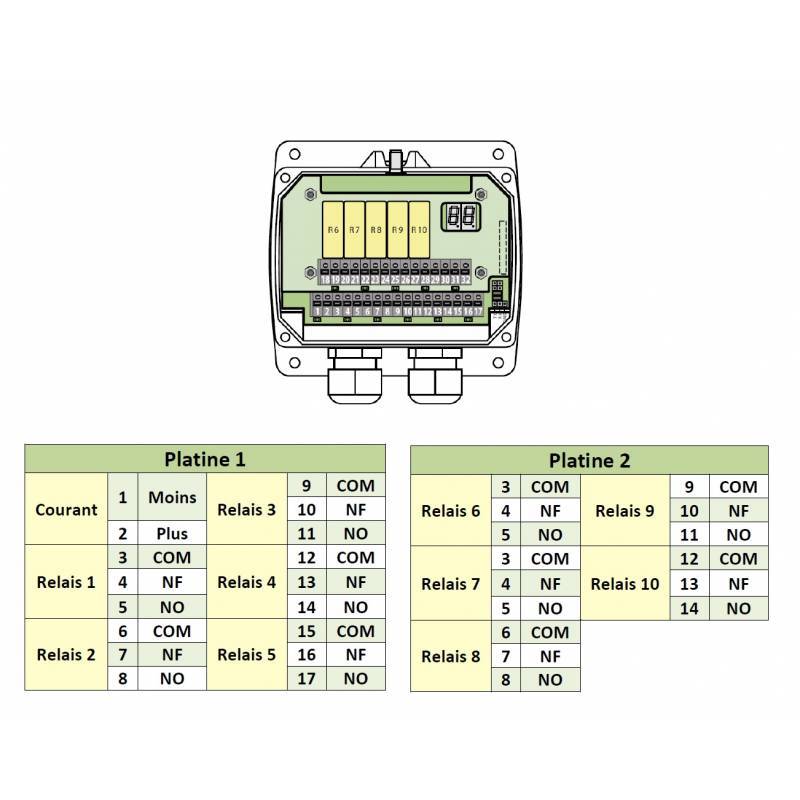 R6 R7 R8 R9 R10
88
18 19 20 21 22 23 24 25 26 27 28 29 30 31 32
1 2 3 4 5 6 7 8 9 10 11 12 13 14 15 16 17
Platine 1
Courant 1 Moins
2 Plus
Relais 1 3 COM
4 NF
5 NO
Relais 2 6 COM
7 NF
8 NO
Relais 3 9 COM
10 NF
11 NO
Relais 4 12 COM
13 NF
14 NO
Relais 5 15 COM
16 NF
17 NO
Platine 2
Relais 6 3 COM
4 NF
5 NO
Relais 7 3 COM
4 NF
5 NO
Relais 8 6 COM
7 NF
8 NO
Relais 9 9 COM
10 NF
11 NO
Relais 10 12 COM
13 NF
14 NO